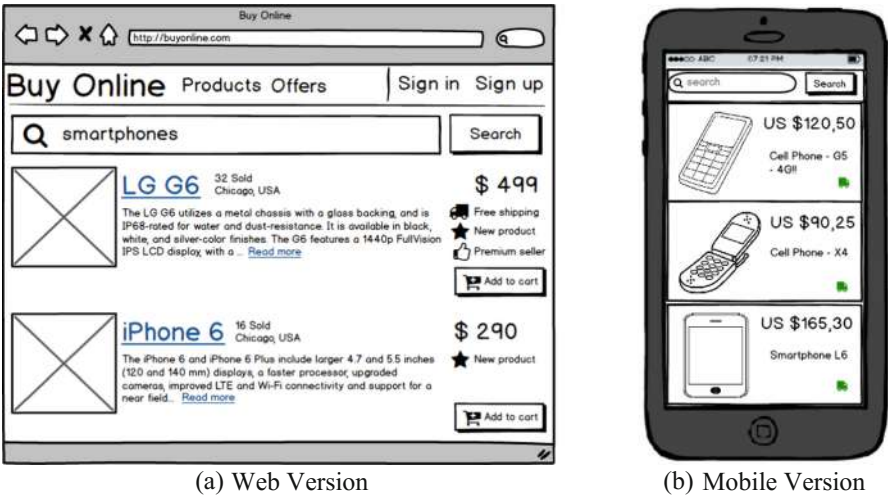 Buy Online
http://buyonline.com
Buy Online Products Offers Sign in Sign up
smartphones Search
LG G6 32 Sold
Chicago, USA
$ 499
The LG G6 utilizes a metal chassis with a glass backing, and is
IP68-rated for water and dust-resistance. It is available in black,
white, and silver-color finishes. The G6 features a 1440p FullVision
IPS LCD display, with a ... Read more
Free shipping
New product
Premium seller
Add to cart
iPhone 6 16 Sold
Chicago, USA
$ 290
The iPhone 6 and iPhone 6 Plus include larger 4.7 and 5.5 inches
(120 and 140 mm) displays, a faster processor, upgraded
cameras, improved LTE and Wi-Fi connectivity and support for a
near field... Read more
New product
Add to cart
(a) Web Version
ABC 07:21 PM
search Search
US $120,50
Cell Phone - G5
- 4G!!
US $90,25
Cell Phone - X4
US $165,30
Smartphone L6
(b) Mobile Version